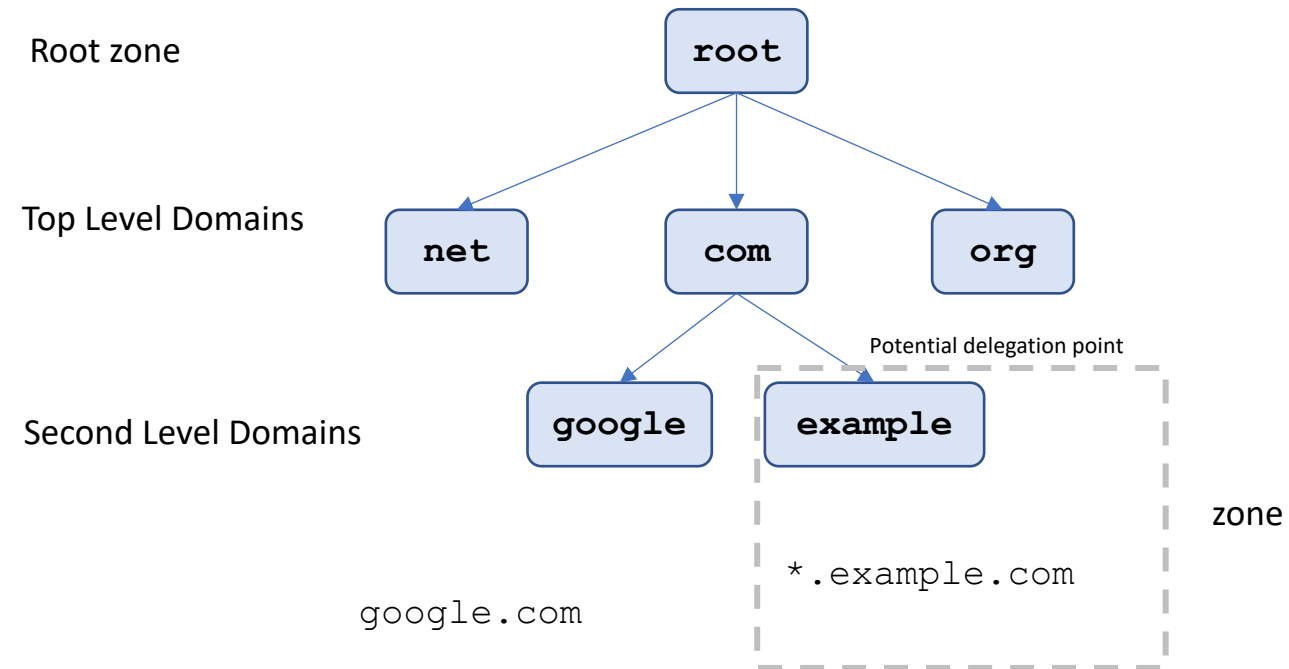 Root zone
root
Top Level Domains
net
com
org
Potential delegation point
Second Level Domains
google
example
zone
*.example.com
google.com